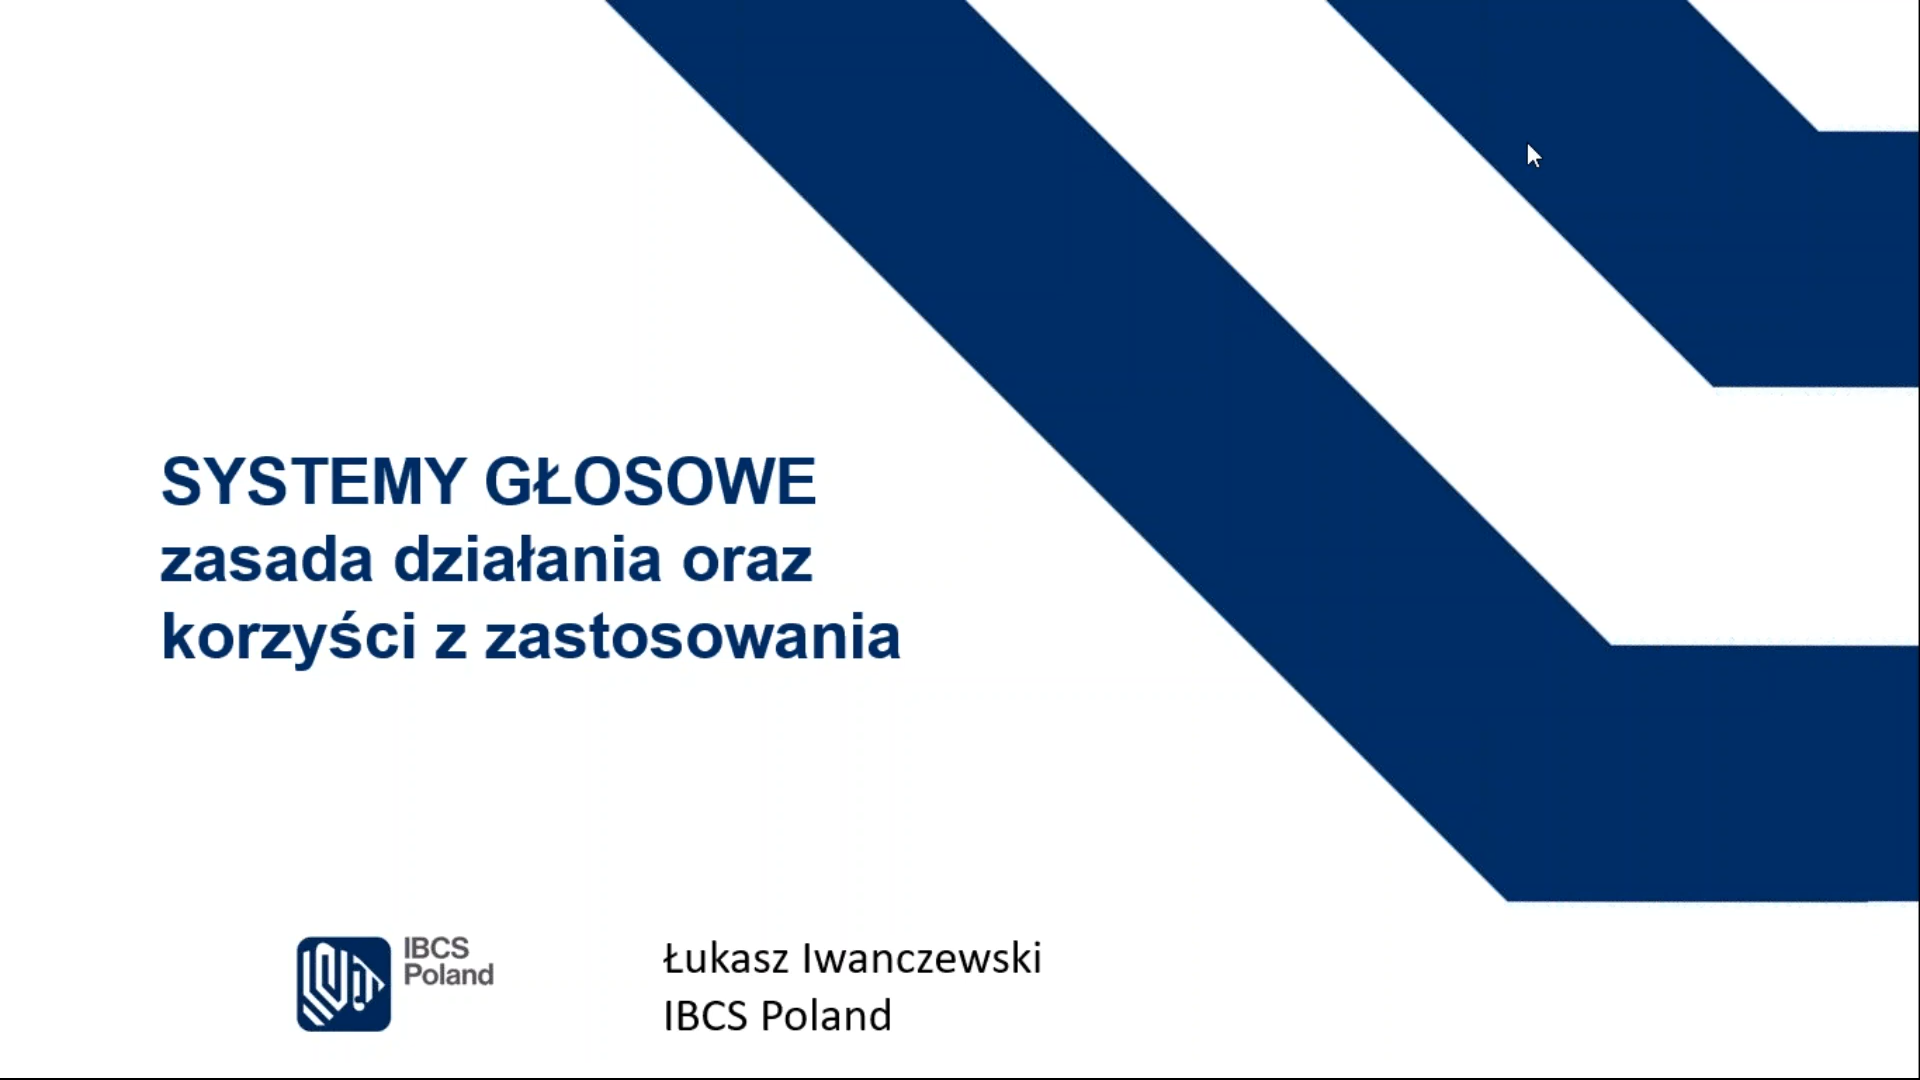 SYSTEMY GŁOSOWE
zasada działania oraz
korzyści z zastosowania
IBCS
Poland
Łukasz Iwanczewski
IBCS Poland